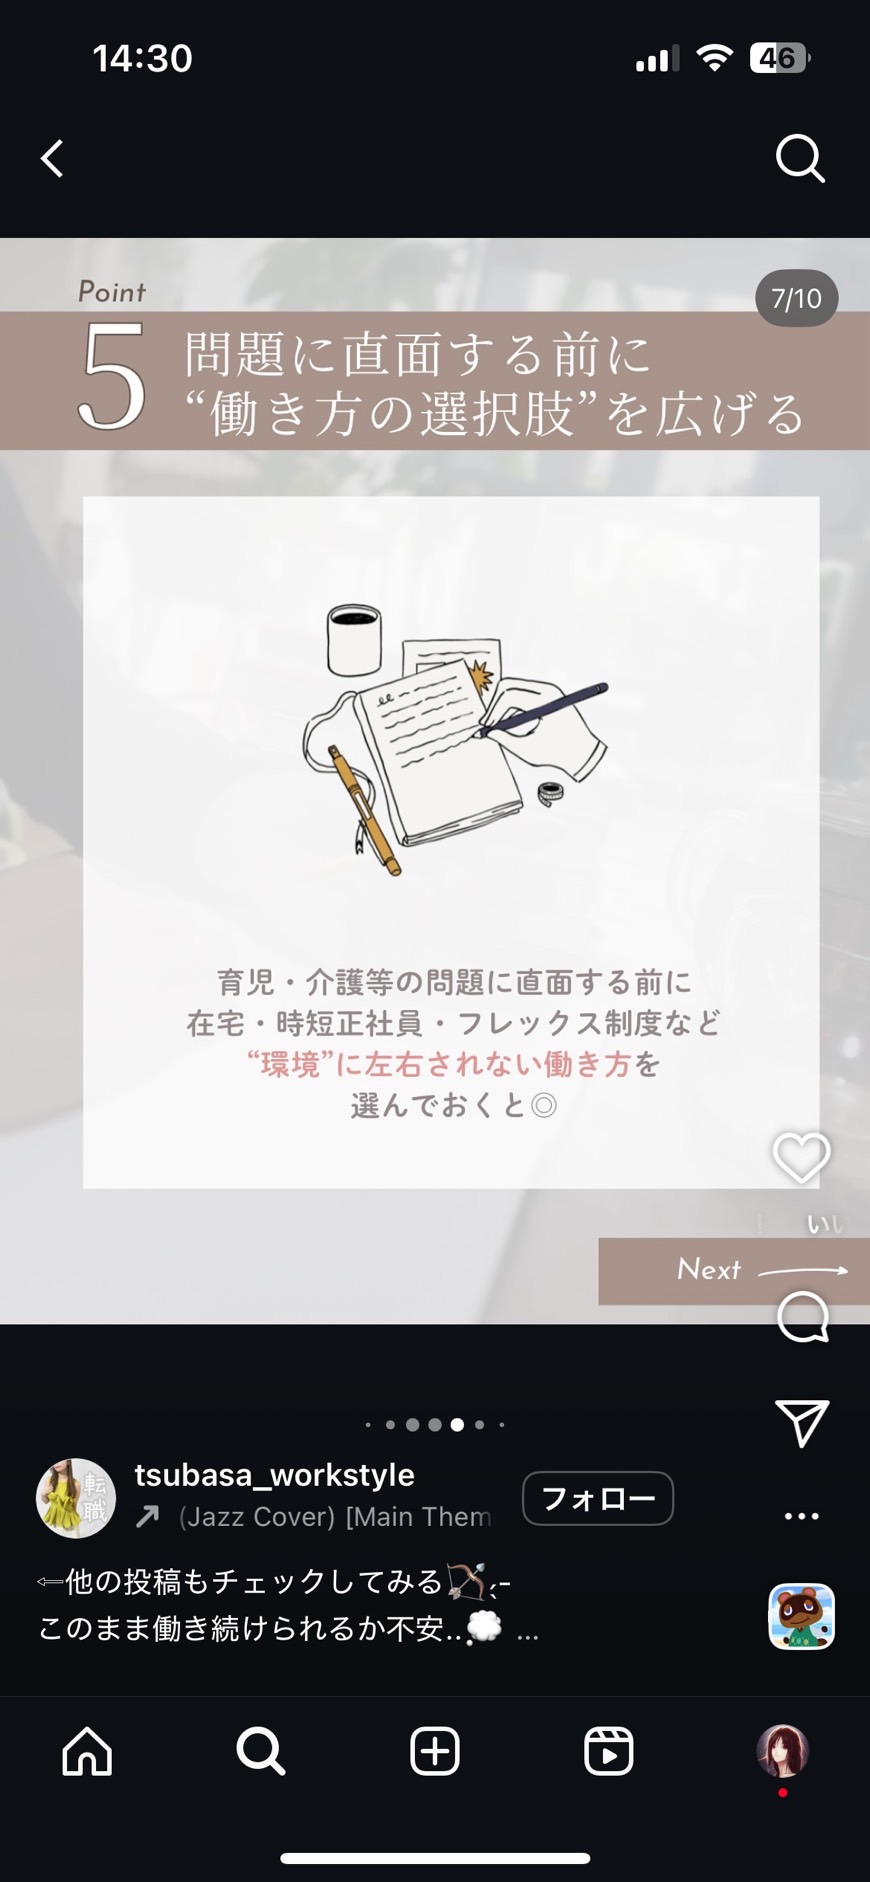 14:30
46
7/10
Point
5
問題に直面する前に
“働き方の選択肢”を広げる
育児・介護等の問題に直面する前に
在宅・時短正社員・フレックス制度など
“環境”に左右されない働き方を
選んでおくと◎
いい
Next
転職
tsubasa_workstyle
(Jazz Cover) [Main Them
フォロー
⇦他の投稿もチェックしてみる🏹⸝⸝-
このまま働き続けられるか不安..💭 ...